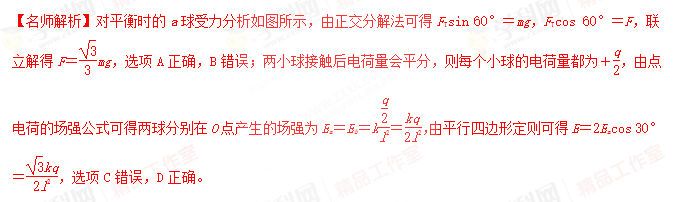 【名师解析】对平衡时的 a 球受力分析如图所示，由正交分解法可得 F_T sin 60°＝mg，F_T cos 60°＝F，联
立解得 F＝\frac{\sqrt{3}}{3}mg，选项 A 正确，B 错误；两小球接触后电荷量会平分，则每个小球的电荷量都为＋\frac{q}{2}，由点
电荷的场强公式可得两球分别在 O 点产生的场强为 E_a＝E_b＝k\frac{\frac{q}{2}}{l^2}＝\frac{kq}{2l^2},由平行四边形定则可得 E＝2E_a cos 30°
＝\frac{\sqrt{3}kq}{2l^2}，选项 C 错误，D 正确。